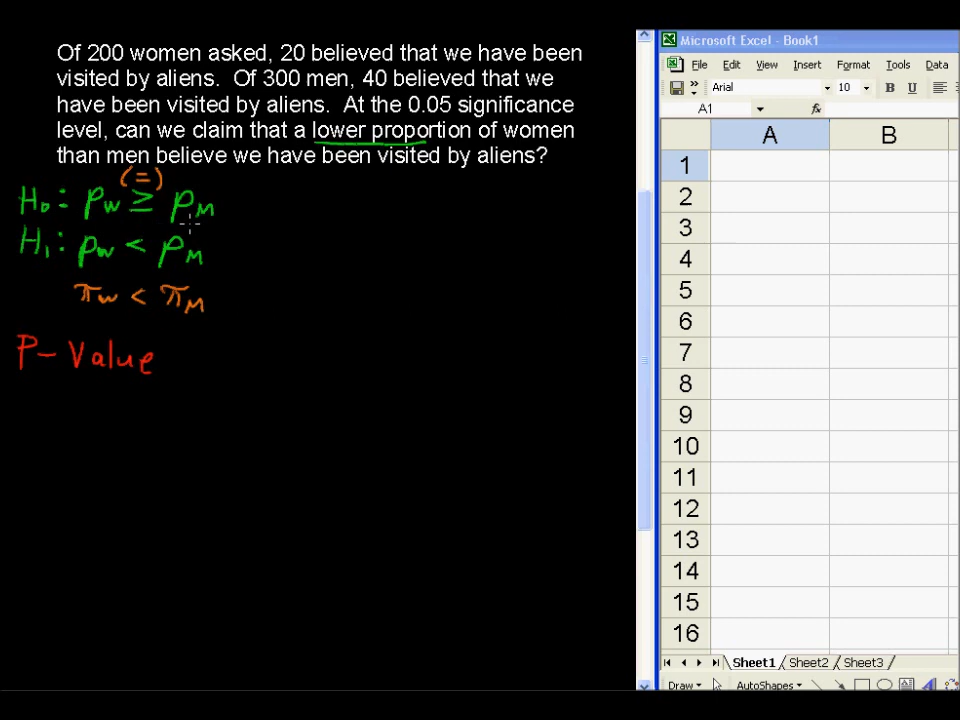 Of 200 women asked, 20 believed that we have been
visited by aliens. Of 300 men, 40 believed that we
have been visited by aliens. At the 0.05 significance
level, can we claim that a lower proportion of women
than men believe we have been visited by aliens?
(=)
H₀: pw ≥ pM
H₁: pw < pM
πw < πM
P-Value
Microsoft Excel - Book1
File Edit View Insert Format Tools Data
» Arial 10 B U
A1 fx
A B
1
2
3
4
5
6
7
8
9
10
11
12
13
14
15
16
Sheet1 Sheet2 Sheet3
Draw AutoShapes